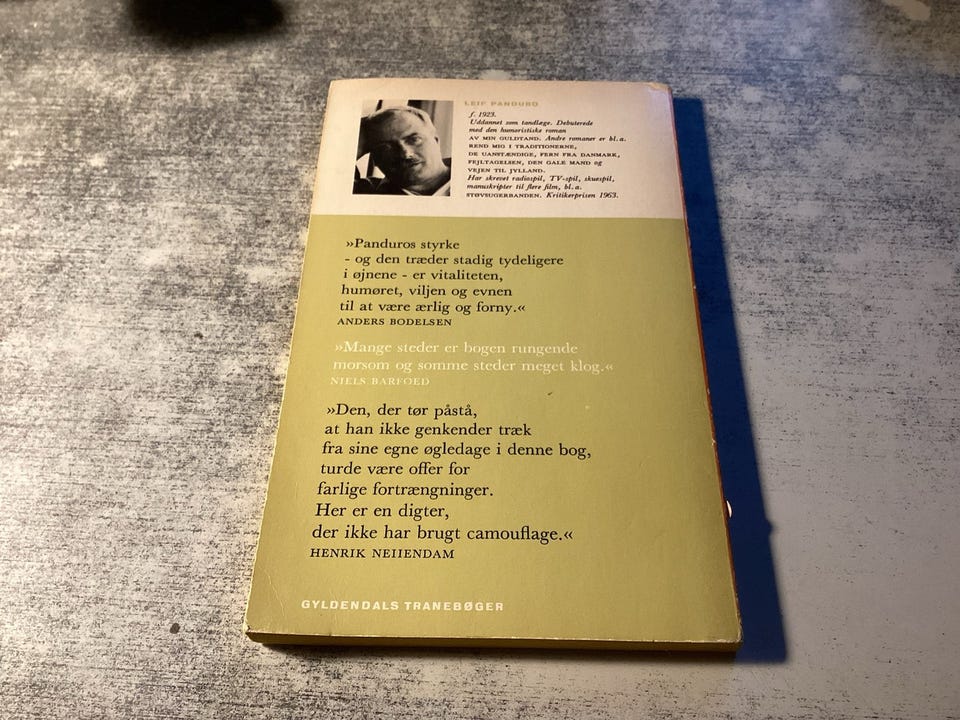 LEIF PANDURO
f. 1923.
Uddannet som tandlæge. Debuterede
med den humoristiske roman
AV MIN GULDTAND. Andre romaner er bl.a.
REND MIG I TRADITIONERNE,
DE UANSTÆNDIGE, FERN FRA DANMARK,
FEJLTAGELSEN, DEN GALE MAND og
VEJEN TIL JYLLAND.
Har skrevet radiospil, TV-spil, skuespil,
manuskripter til flere film, bl.a.
STØVSUGERBANDEN. Kritikerprisen 1963.
»Panduros styrke
- og den træder stadig tydeligere
i øjnene - er vitaliteten,
humøret, viljen og evnen
til at være ærlig og forny.«
ANDERS BODELSEN
»Mange steder er bogen rungende
morsom og somme steder meget klog.«
NIELS BARFOED
»Den, der tør påstå,
at han ikke genkender træk
fra sine egne øgledage i denne bog,
turde være offer for
farlige fortrængninger.
Her er en digter,
der ikke har brugt camouflage.«
HENRIK NEIIENDAM
GYLDENDALS TRANEBØGER